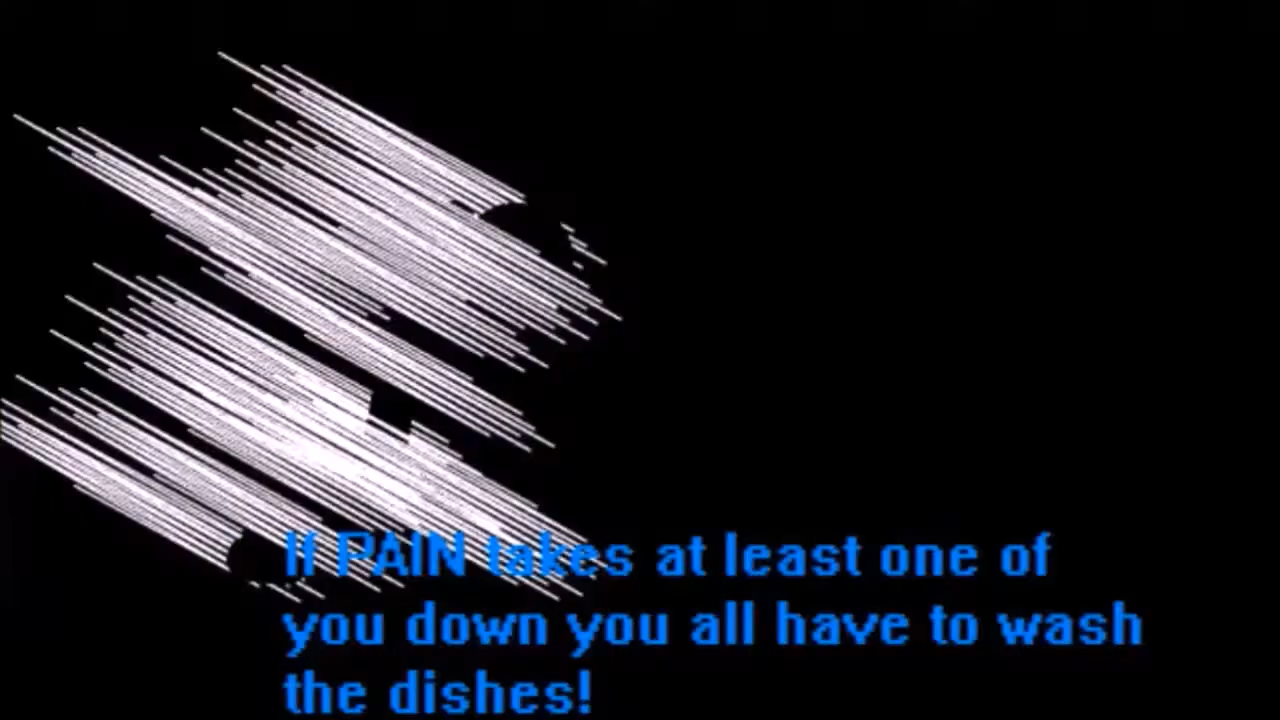 If PAIN takes at least one of
you down you all have to wash
the dishes!